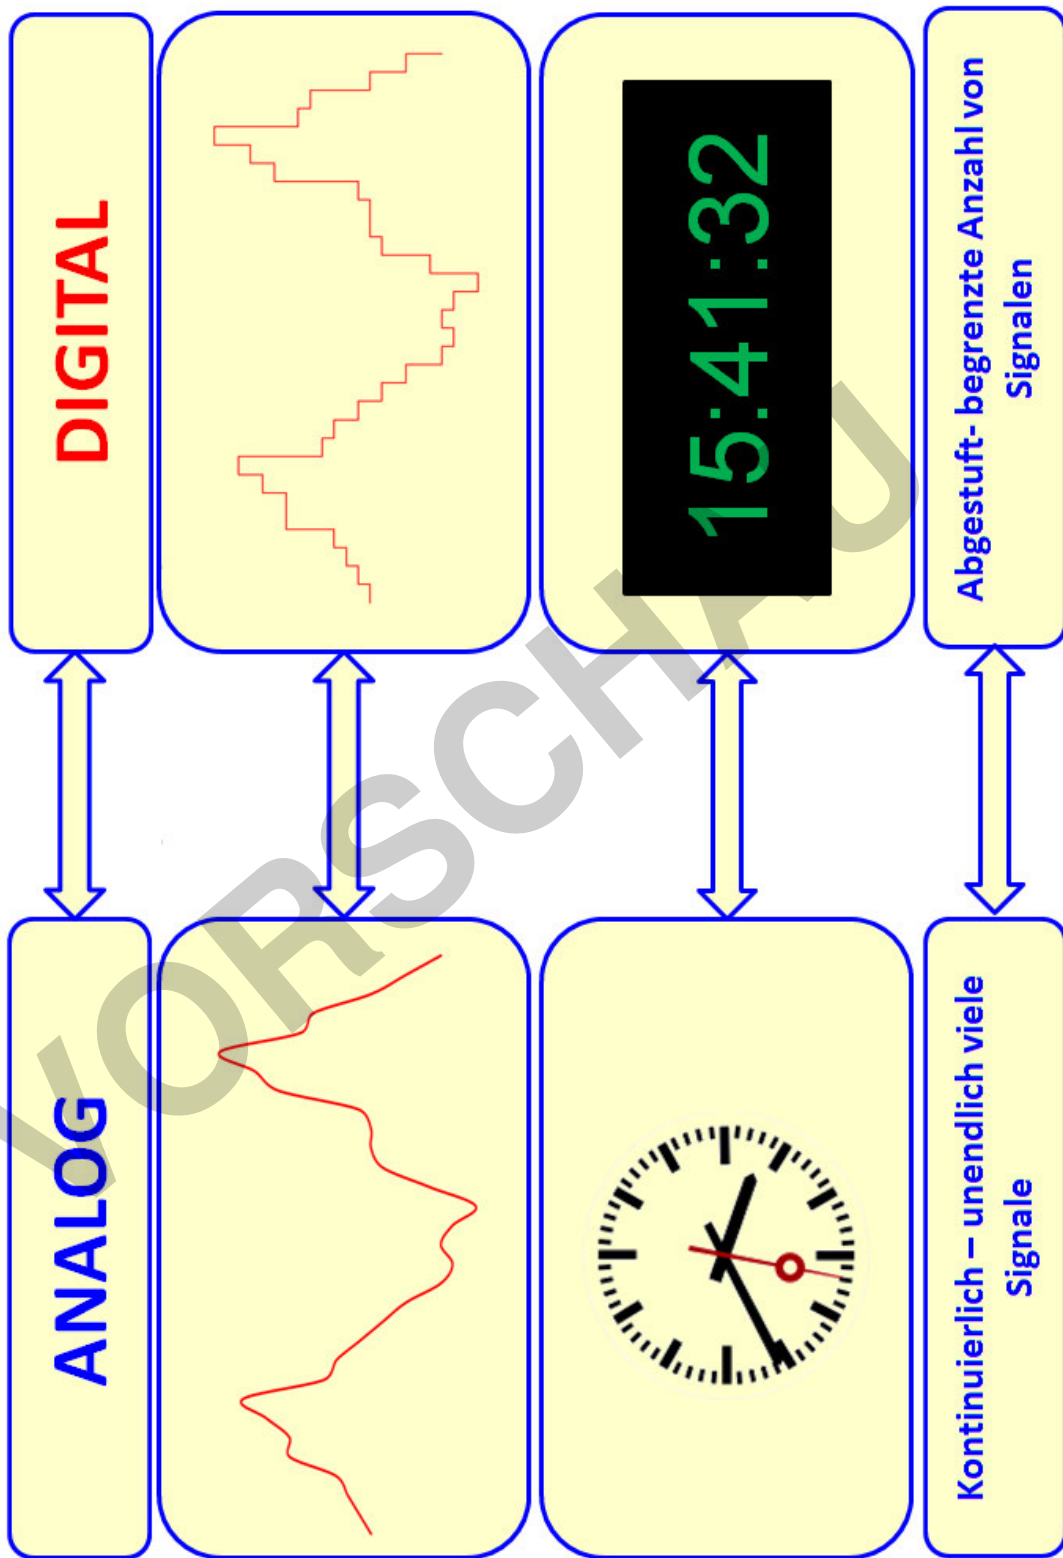 ANALOG
DIGITAL
15:41:32
Kontinuierlich – unendlich viele
Signale
Abgestuft- begrenzte Anzahl von
Signalen
VORSCHAU